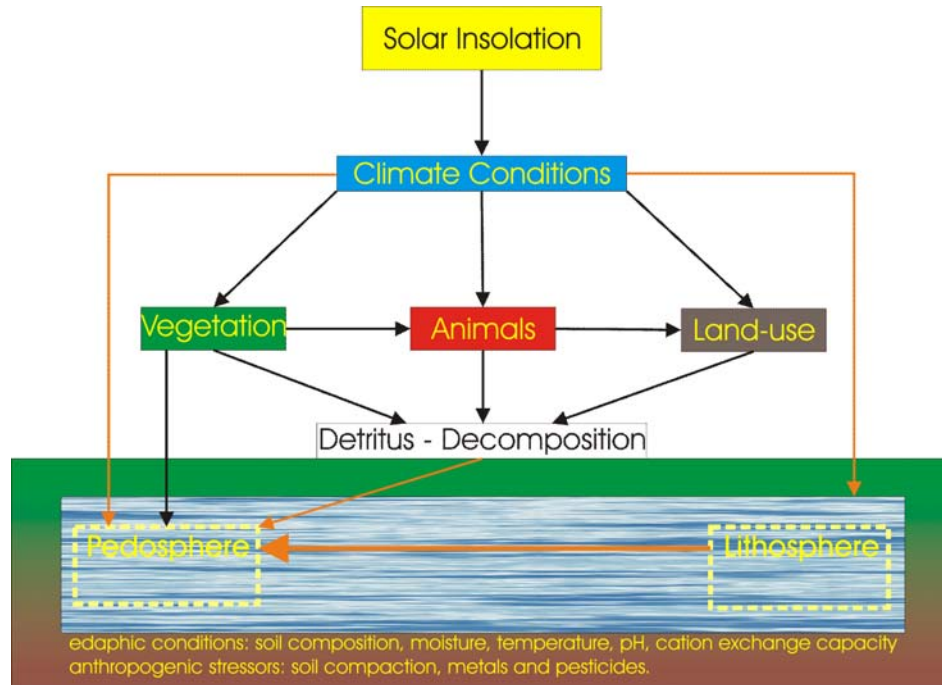 Solar Insolation
Climate Conditions
Vegetation
Animals
Land-use
Detritus - Decomposition
Pedosphere
Lithosphere
edaphic conditions: soil composition, moisture, temperature, pH, cation exchange capacity
anthropogenic stressors: soil compaction, metals and pesticides.